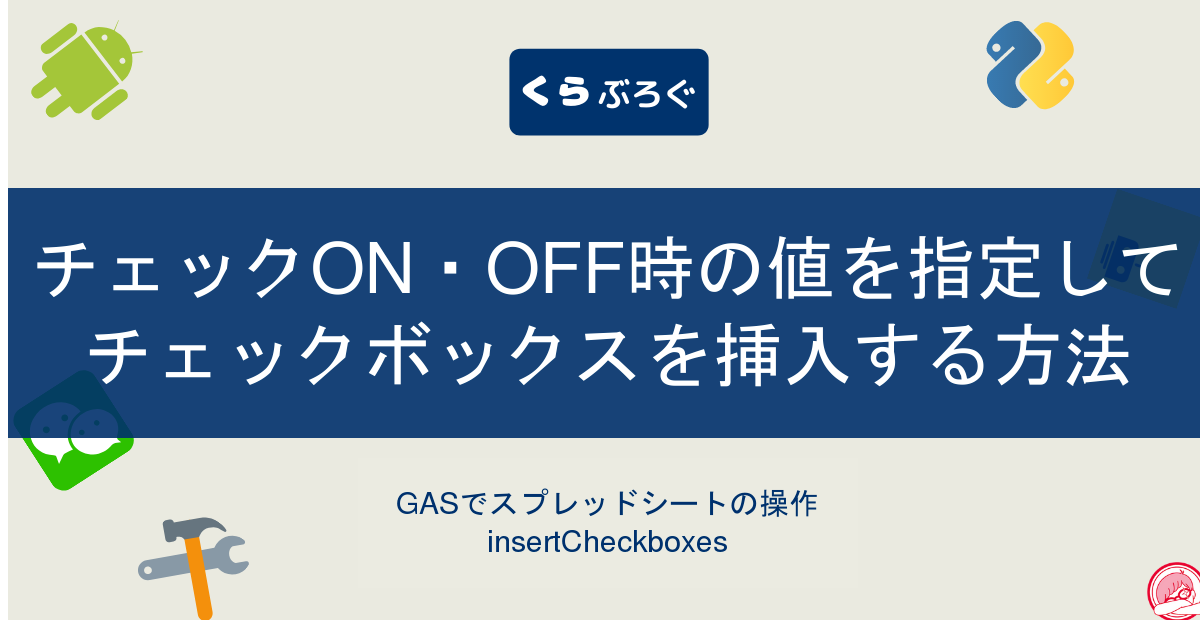 くらぶろぐ
チェックON・OFF時の値を指定して
チェックボックスを挿入する方法
GASでスプレッドシートの操作
insertCheckboxes